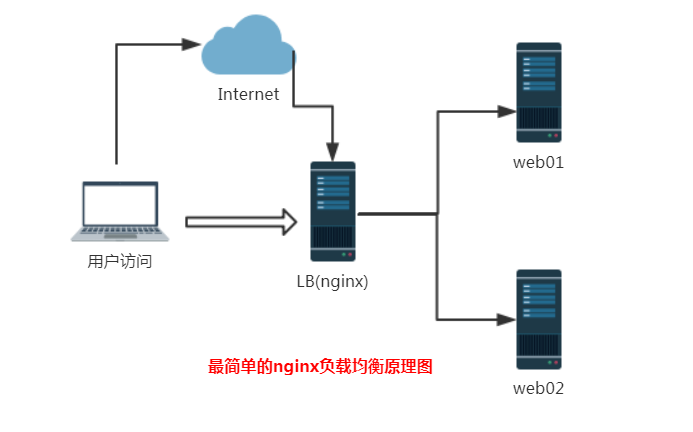 Internet
web01
用户访问
LB(nginx)
最简单的nginx负载均衡原理图
web02